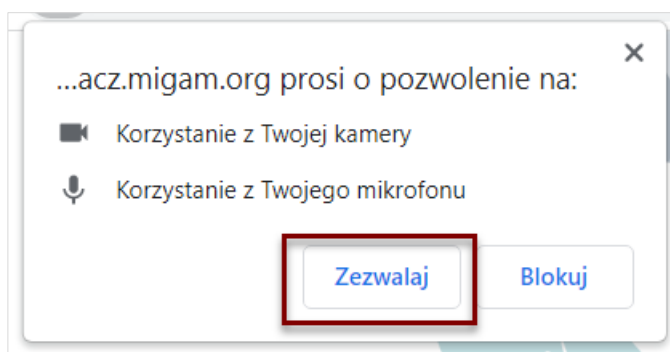 ...acz.migam.org prosi o pozwolenie na:
Korzystanie z Twojej kamery
Korzystanie z Twojego mikrofonu
Zezwalaj Blokuj